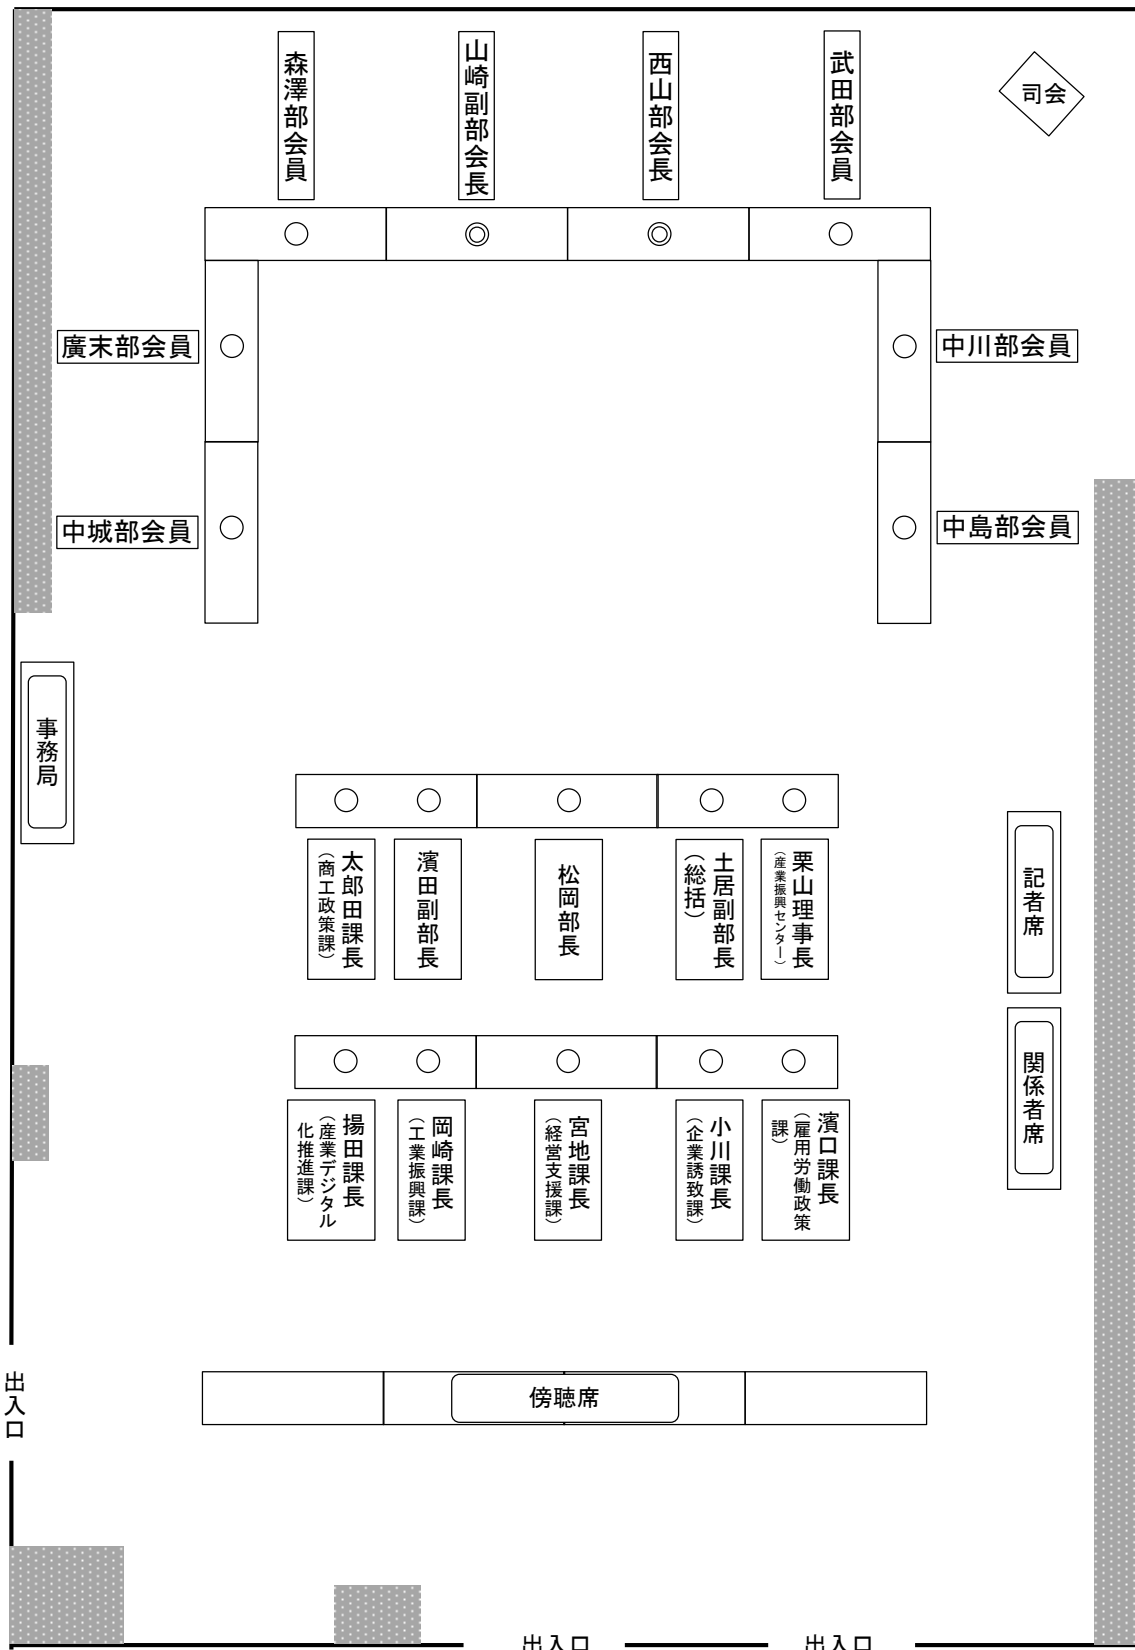 森澤部会員
山崎副部会長
西山部会長
武田部会員
司会
廣末部会員
中川部会員
中城部会員
中島部会員
事務局
太郎田課長
（商工政策課）
濱田副部長
松岡部長
土居副部長
（総括）
栗山理事長
（産業振興センター）
記者席
揚田課長
（産業デジタル
化推進課）
岡崎課長
（工業振興課）
宮地課長
（経営支援課）
小川課長
（企業誘致課）
濱口課長
（雇用労働政策
課）
関係者席
出入口
傍聴席
出入口
出入口